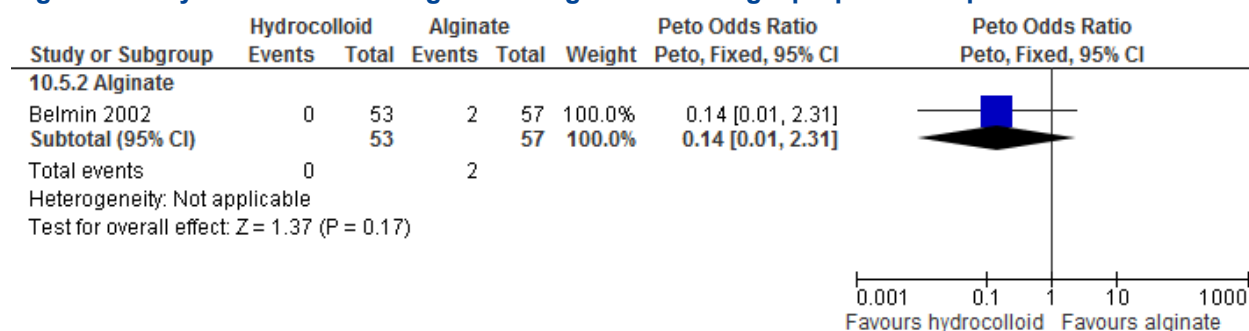 Hydrocolloid Alginate Peto Odds Ratio Peto Odds Ratio
Study or Subgroup Events Total Events Total Weight Peto, Fixed, 95% CI Peto, Fixed, 95% CI
10.5.2 Alginate
Belmin 2002 0 53 2 57 100.0% 0.14 [0.01, 2.31]
Subtotal (95% CI) 53 57 100.0% 0.14 [0.01, 2.31]
Total events 0 2
Heterogeneity: Not applicable
Test for overall effect: Z = 1.37 (P = 0.17)
0.001 0.1 1 10 1000
Favours hydrocolloid Favours alginate